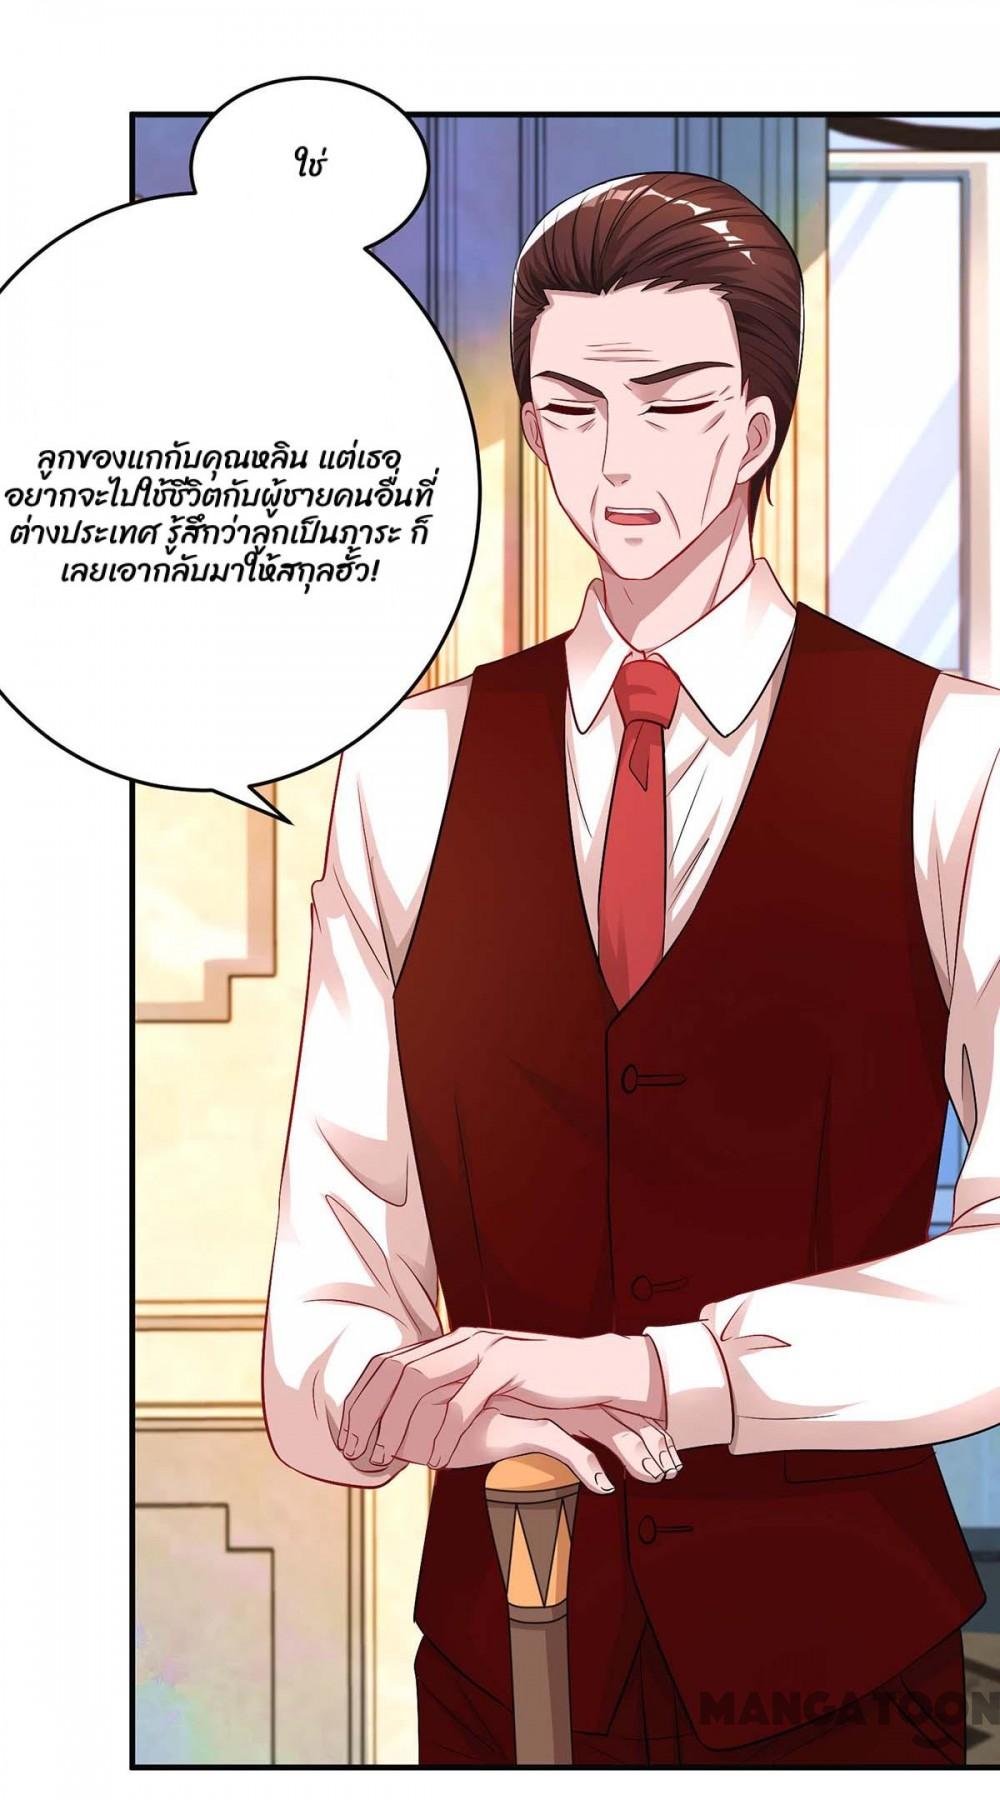 ใช่
ลูกของแกกับคุณหลิน แต่เธอ
อยากจะไปใช้ชีวิตกับผู้ชายคนอื่นที่
ต่างประเทศ รู้สึกว่าลูกเป็นภาระ ก็
เลยเอากลับมาให้สกุลฮั้ว!
MANGATOON